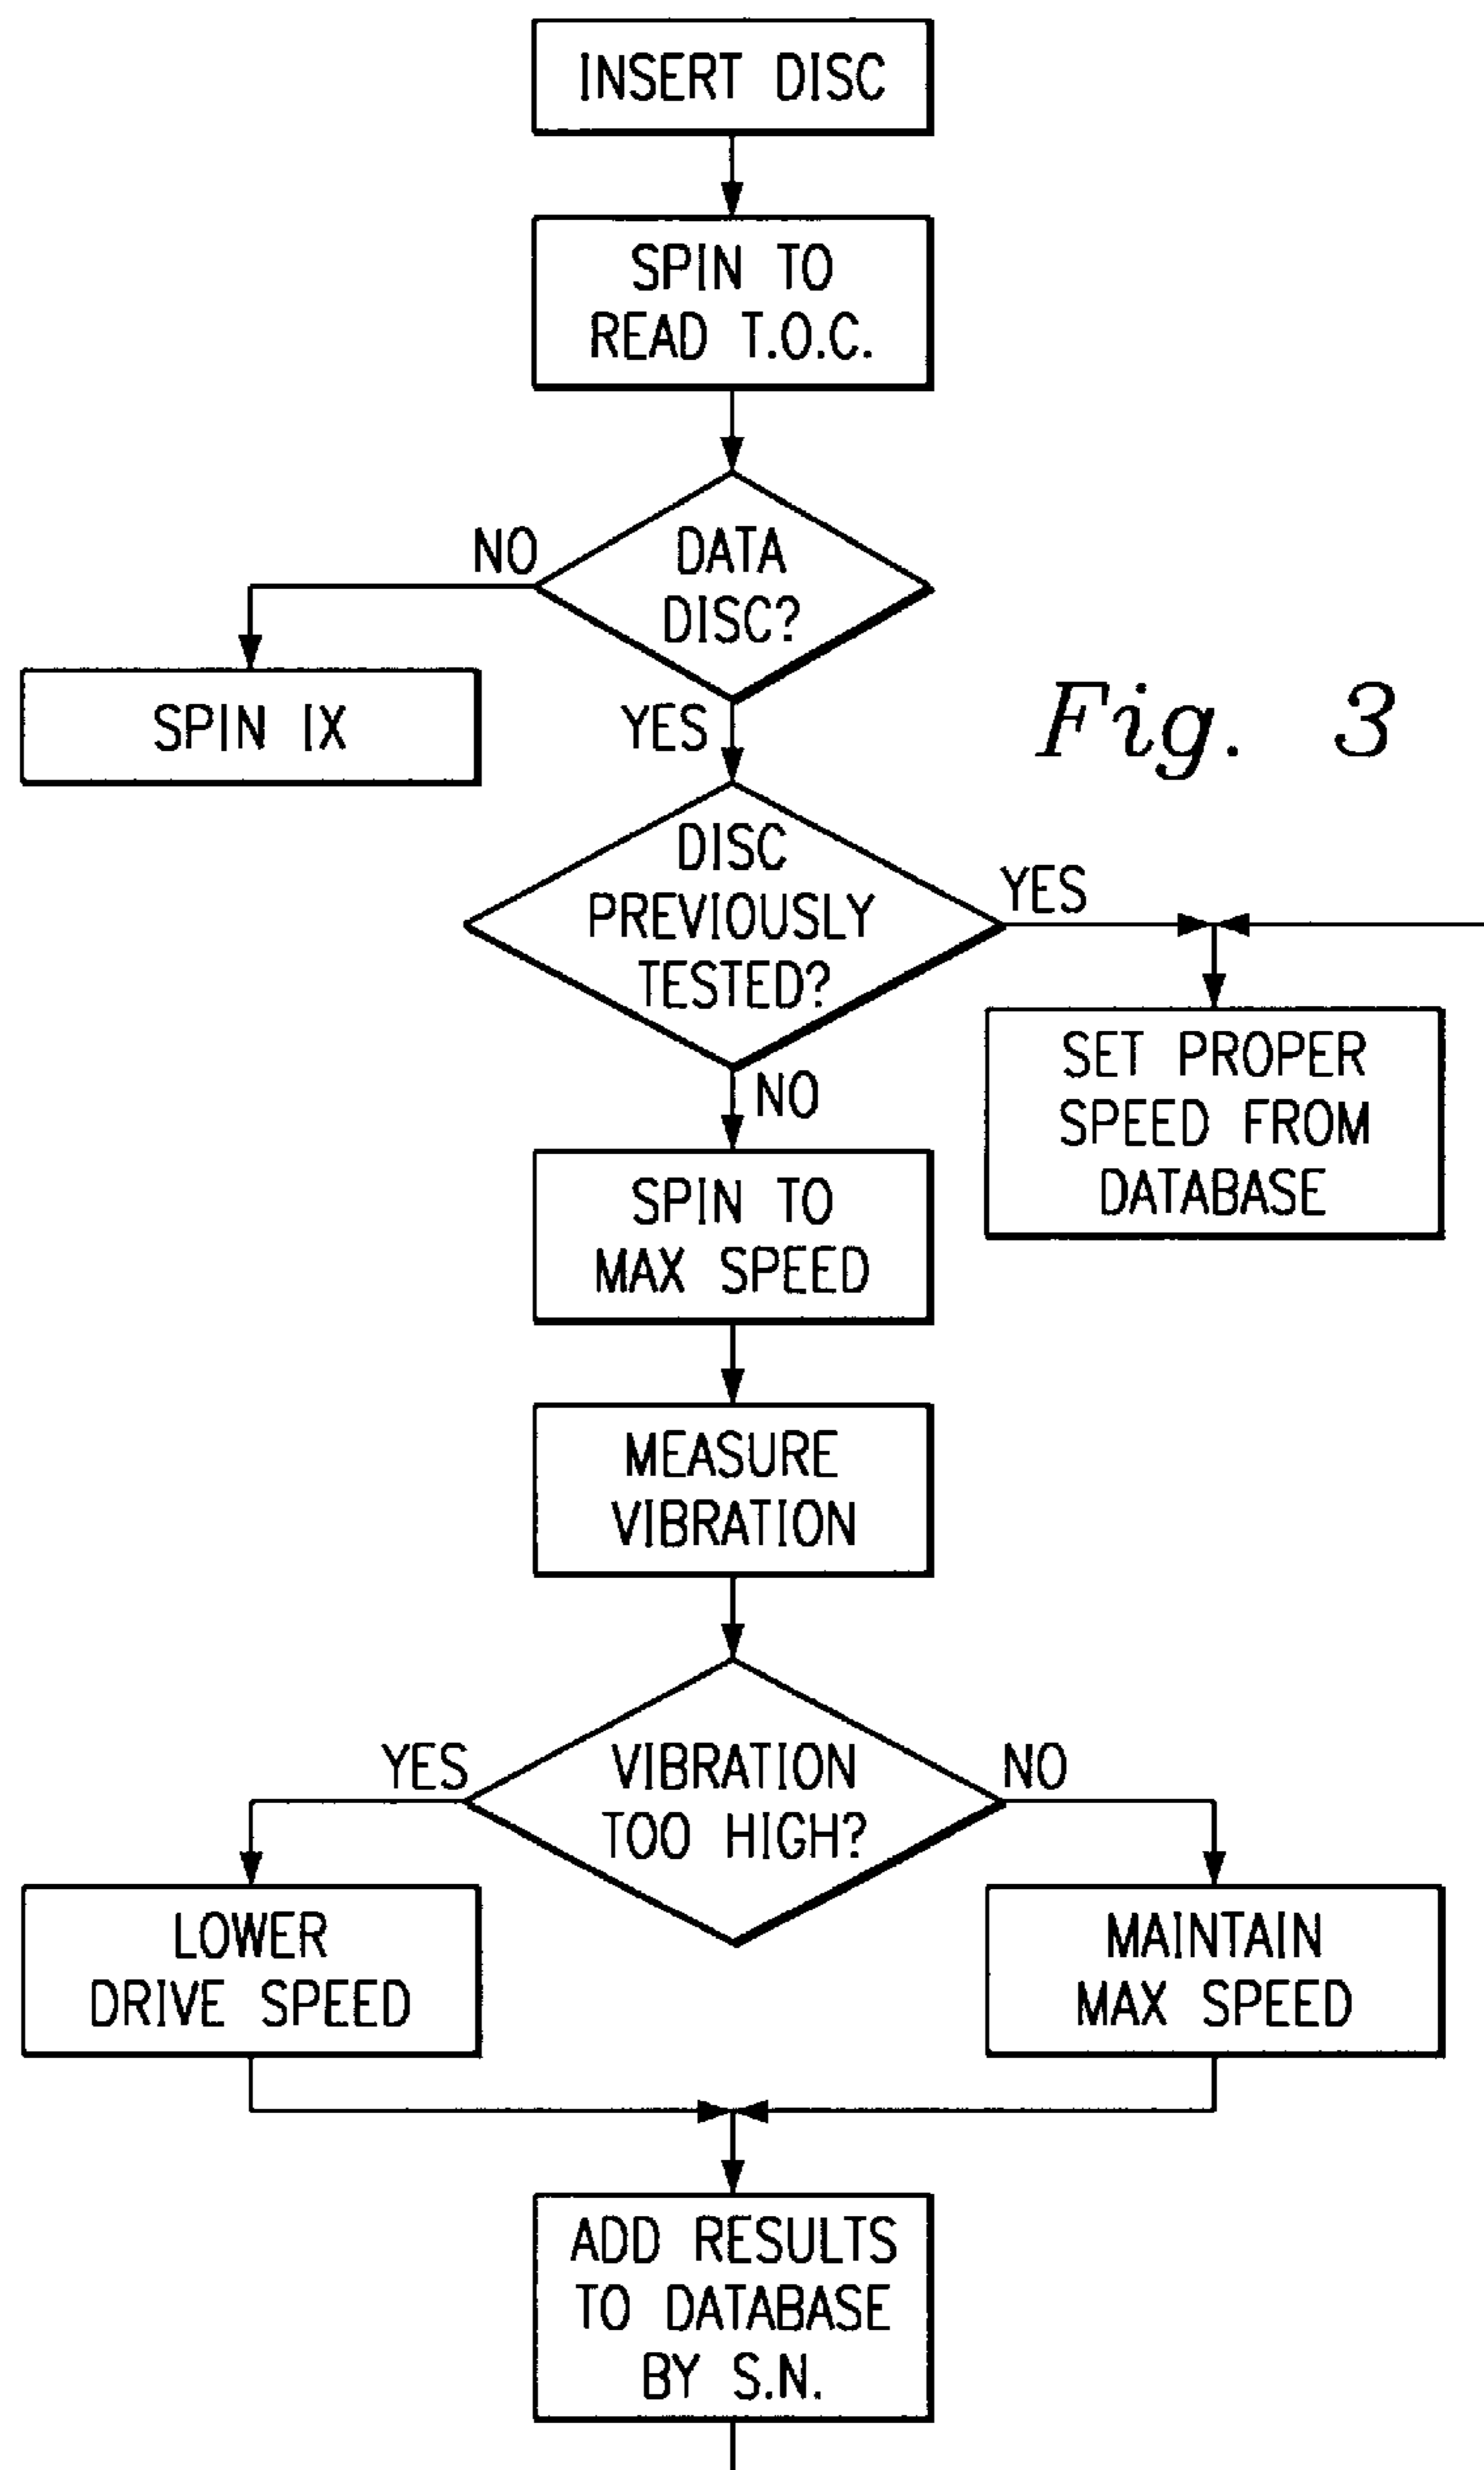 INSERT DISC
SPIN TO
READ T.O.C.
DATA
DISC?
NO
YES
SPIN IX
Fig. 3
DISC
PREVIOUSLY
TESTED?
YES
NO
SET PROPER
SPEED FROM
DATABASE
SPIN TO
MAX SPEED
MEASURE
VIBRATION
VIBRATION
TOO HIGH?
YES
NO
LOWER
DRIVE SPEED
MAINTAIN
MAX SPEED
ADD RESULTS
TO DATABASE
BY S.N.